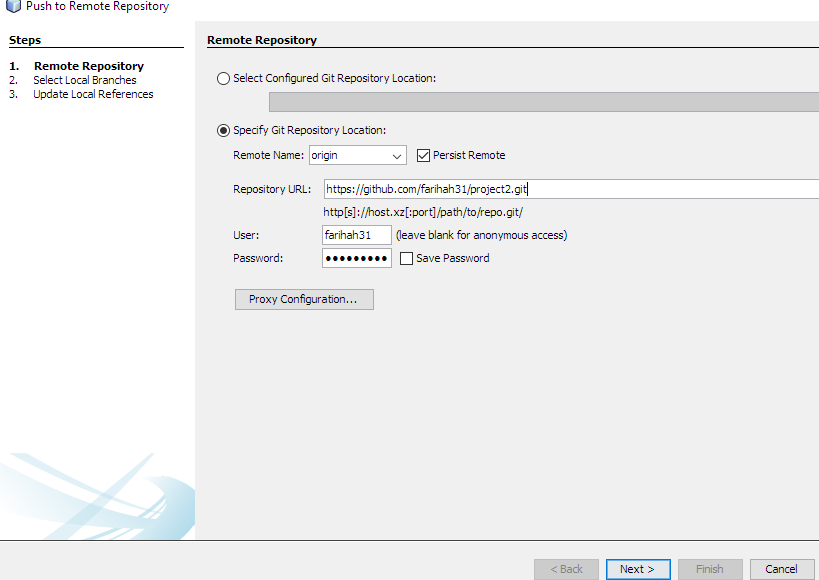 Push to Remote Repository
Steps
1. Remote Repository
2. Select Local Branches
3. Update Local References
Remote Repository
Select Configured Git Repository Location:
Specify Git Repository Location:
Remote Name: origin Persist Remote
Repository URL: https://github.com/farihah31/project2.git
http[s]://host.xz[:port]/path/to/repo.git/
User: farihah31 (leave blank for anonymous access)
Password: ●●●●●●●●● Save Password
Proxy Configuration...
< Back Next > Finish Cancel